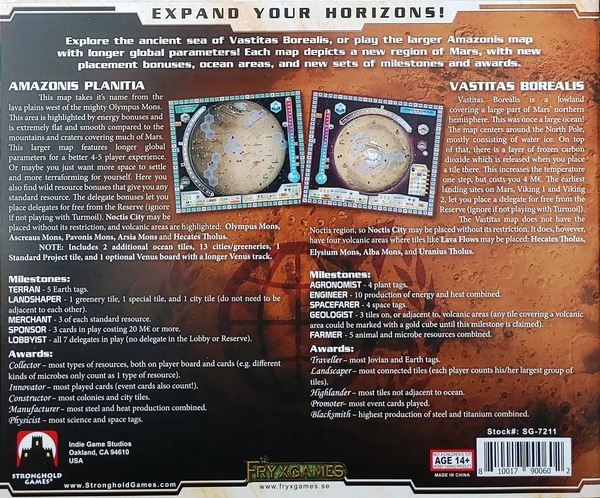 EXPAND YOUR HORIZONS!
Explore the ancient sea of Vastitas Borealis, or play the larger Amazonis map
with longer global parameters! Each map depicts a new region of Mars, with new
placement bonuses, ocean areas, and new sets of milestones and awards.
AMAZONIS PLANITIA
This map takes it's name from the
lava plains west of the mighty Olympus Mons.
This area is highlighted by energy bonuses and
is extremely flat and smooth compared to the
mountains and craters covering much of Mars.
This larger map features longer global
parameters for a better 4-5 player experience.
Or maybe you just want more space to settle
and more terraforming for yourself. Here you
also find wild resource bonuses that give you any
standard resource. The delegate bonuses let you
place delegates for free from the Reserve (ignore
if not playing with Turmoil). Noctis City may be
placed without its restriction, and volcanic areas are highlighted: Olympus Mons,
Ascreaus Mons, Pavonis Mons, Arsia Mons and Hecates Tholus.
NOTE: Includes 2 additional ocean tiles, 13 cities/greeneries, 1
Standard Project tile, and 1 optional Venus board with a longer Venus track.
Milestones:
TERRAN - 5 Earth tags.
LANDSHAPER - 1 greenery tile, 1 special tile, and 1 city tile (do not need to be
adjacent to each other).
MERCHANT - 3 of each standard resource.
SPONSOR - 3 cards in play costing 20 M€ or more.
LOBBYIST - all 7 delegates in play (no delegate in the Lobby or Reserve).
Awards:
Collector - most types of resources, both on player board and cards (e.g. different
kinds of microbes only count as 1 type of resource).
Innovator - most played cards (event cards also count!).
Constructor - most colonies and city tiles.
Manufacturer - most steel and heat production combined.
Physicist - most science and space tags.
VASTITAS BOREALIS
Vastitas Borealis is a lowland
covering a large part of Mars' northern
hemisphere. This was once a large ocean!
The map centers around the North Pole,
mostly consisting of water ice. On top
of that, there is a layer of frozen carbon
dioxide which is released when you place
a tile there. This increases the temperature
one step, but costs you 4 M€. The earliest
landing sites on Mars, Viking 1 and Viking
2, let you place a delegate for free from the
Reserve (ignore if not playing with Turmoil).
The Vastitas map does not have the
Noctis region, so Noctis City may be placed without its restriction. It does, however,
have four volcanic areas where tiles like Lava Flows may be placed: Hecates Tholus,
Elysium Mons, Alba Mons, and Uranius Tholus.
Milestones:
AGRONOMIST - 4 plant tags.
ENGINEER - 10 production of energy and heat combined.
SPACEFARER - 4 space tags.
GEOLOGIST - 3 tiles on, or adjacent to, volcanic areas (any tile covering a volcanic
area could be marked with a gold cube until this milestone is claimed).
FARMER - 5 animal and microbe resources combined.
Awards:
Traveller - most Jovian and Earth tags.
Landscaper - most connected tiles (each player counts his/her largest group of
tiles).
Highlander - most tiles not adjacent to ocean.
Promoter- most event cards played.
Blacksmith - highest production of steel and titanium combined.
Stock#: SG-7211
STRONGHOLD
GAMES
Indie Game Studios
Oakland, CA 94610
USA
www.StrongholdGames.com
FRYXGAMES
www.fryxgames.se
AGE 14+
MADE IN CHINA
8 10017 90060 2